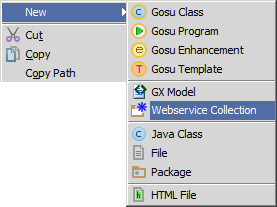 New
Cut
Copy
Copy Path
Gosu Class
Gosu Program
Gosu Enhancement
Gosu Template
GX Model
Webservice Collection
Java Class
File
Package
HTML File